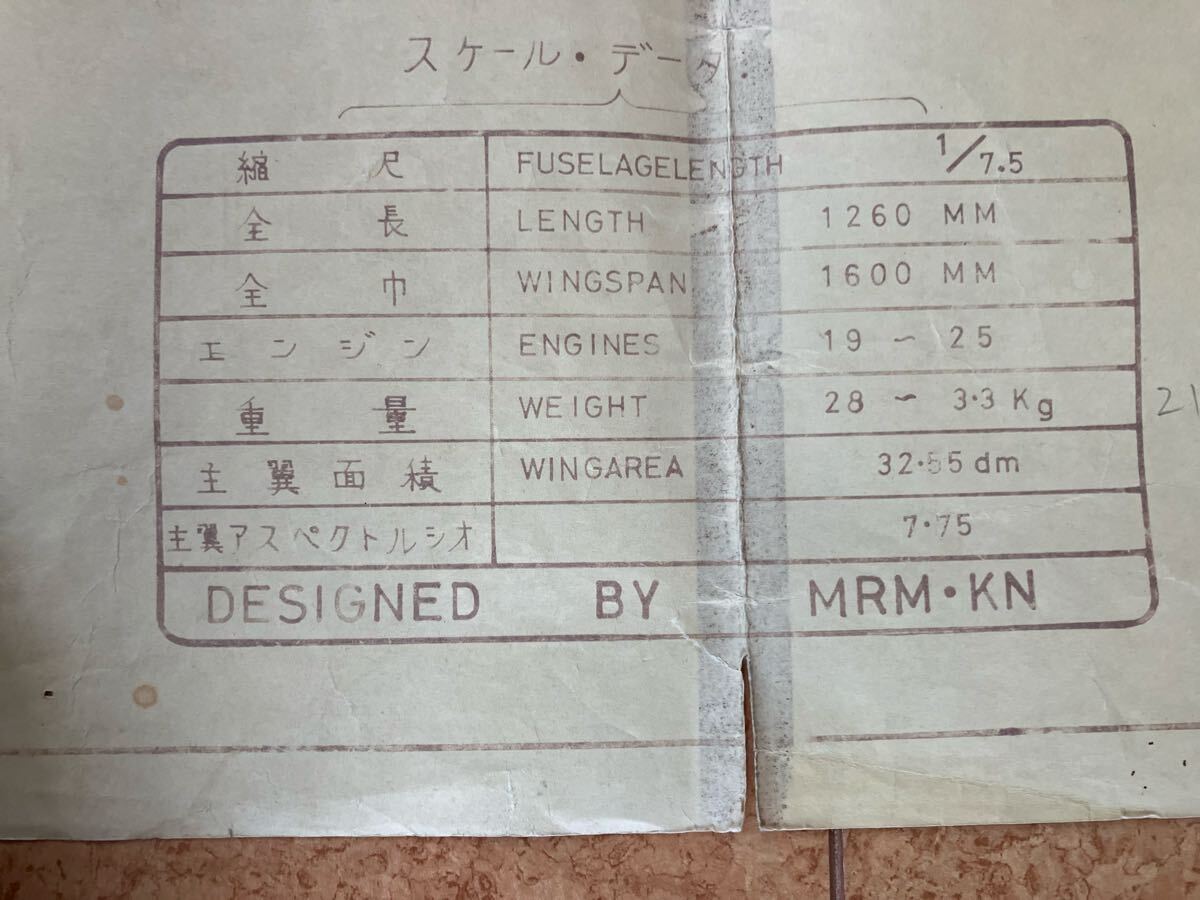 スケール・データ
縮尺 FUSELAGELENGTH 1/7.5
全長 LENGTH 1260 MM
全巾 WINGSPAN 1600 MM
エンジン ENGINES 19 ~ 25
重量 WEIGHT 28 ~ 3.3 Kg 21
主翼面積 WINGAREA 32.55 dm
主翼アスペクトルシオ 7.75
DESIGNED BY MRM・KN